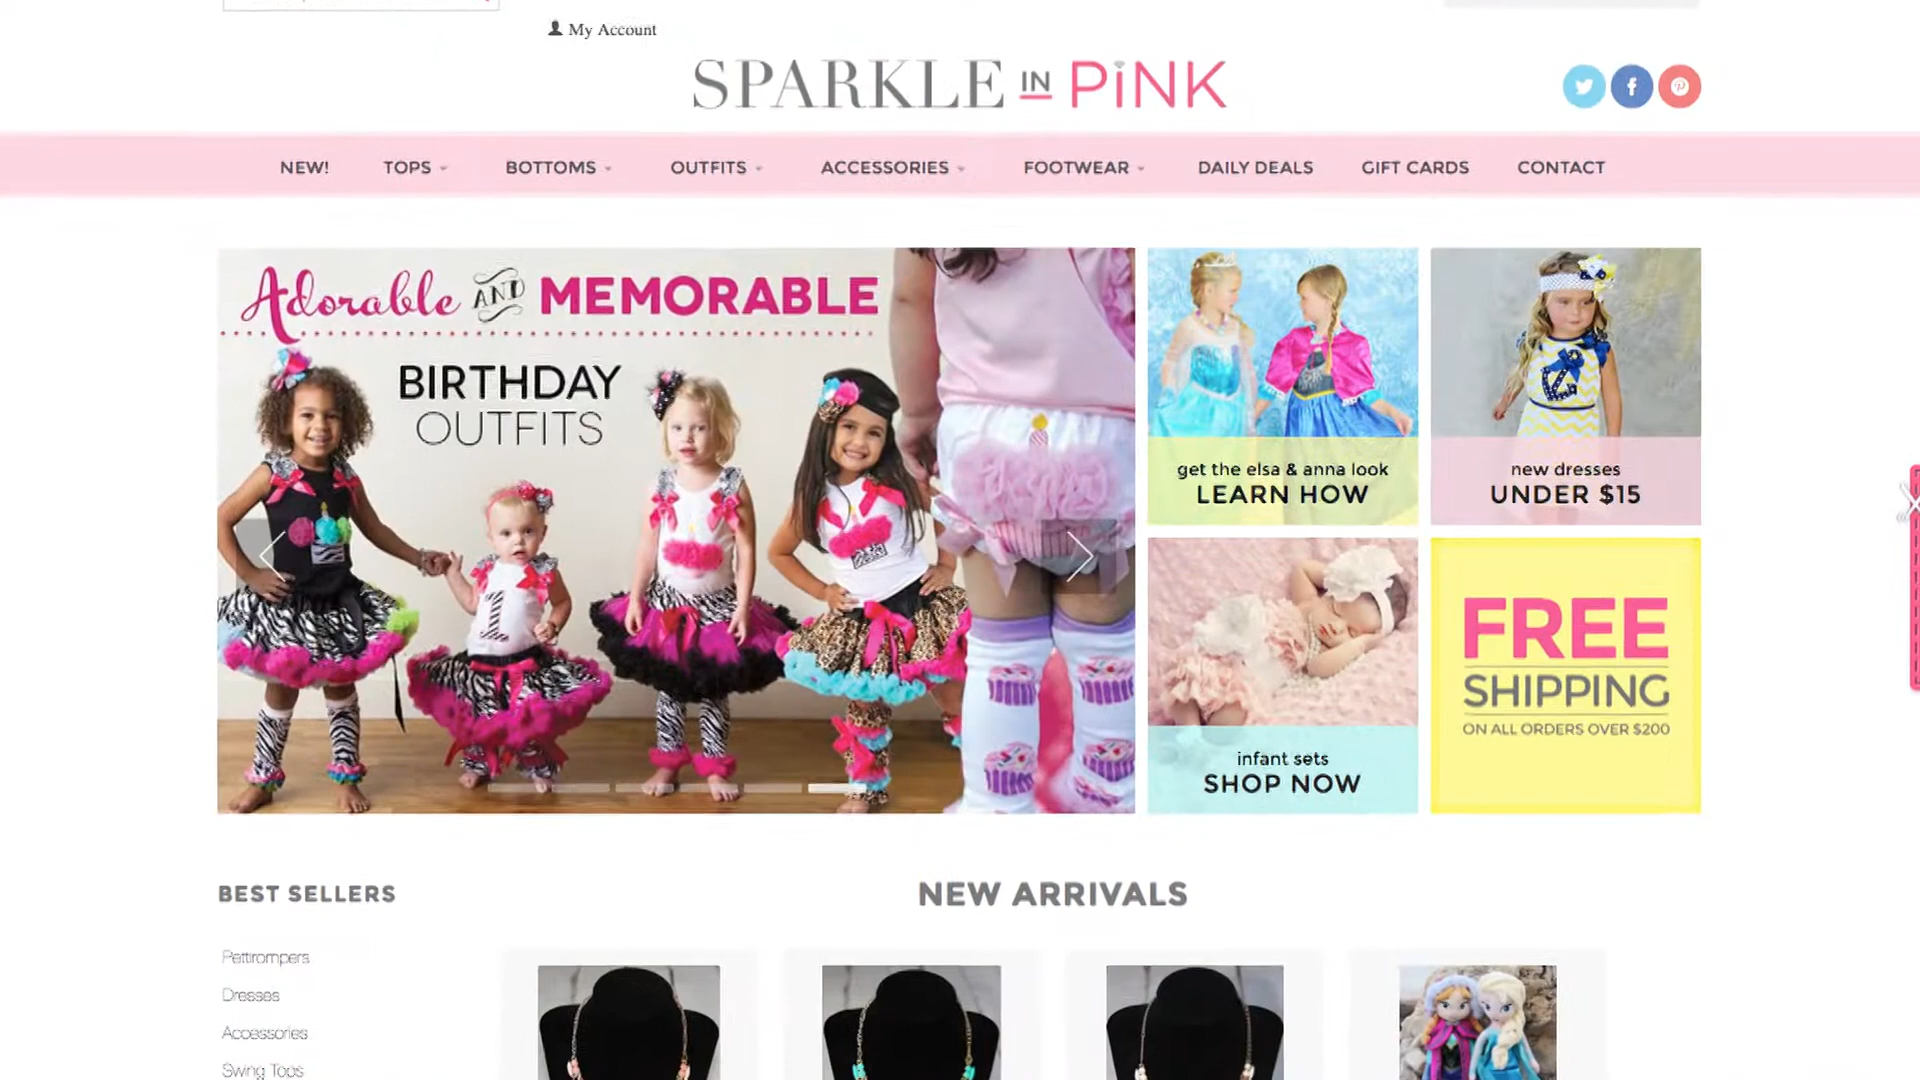 My Account
SPARKLE IN PiNK
NEW! TOPS BOTTOMS OUTFITS ACCESSORIES FOOTWEAR DAILY DEALS GIFT CARDS CONTACT
Adorable AND MEMORABLE
BIRTHDAY
OUTFITS
1
get the elsa & anna look
LEARN HOW
new dresses
UNDER $15
infant sets
SHOP NOW
FREE
SHIPPING
ON ALL ORDERS OVER $200
BEST SELLERS
NEW ARRIVALS
Pettirompers
Dresses
Accessories
Swing Tops